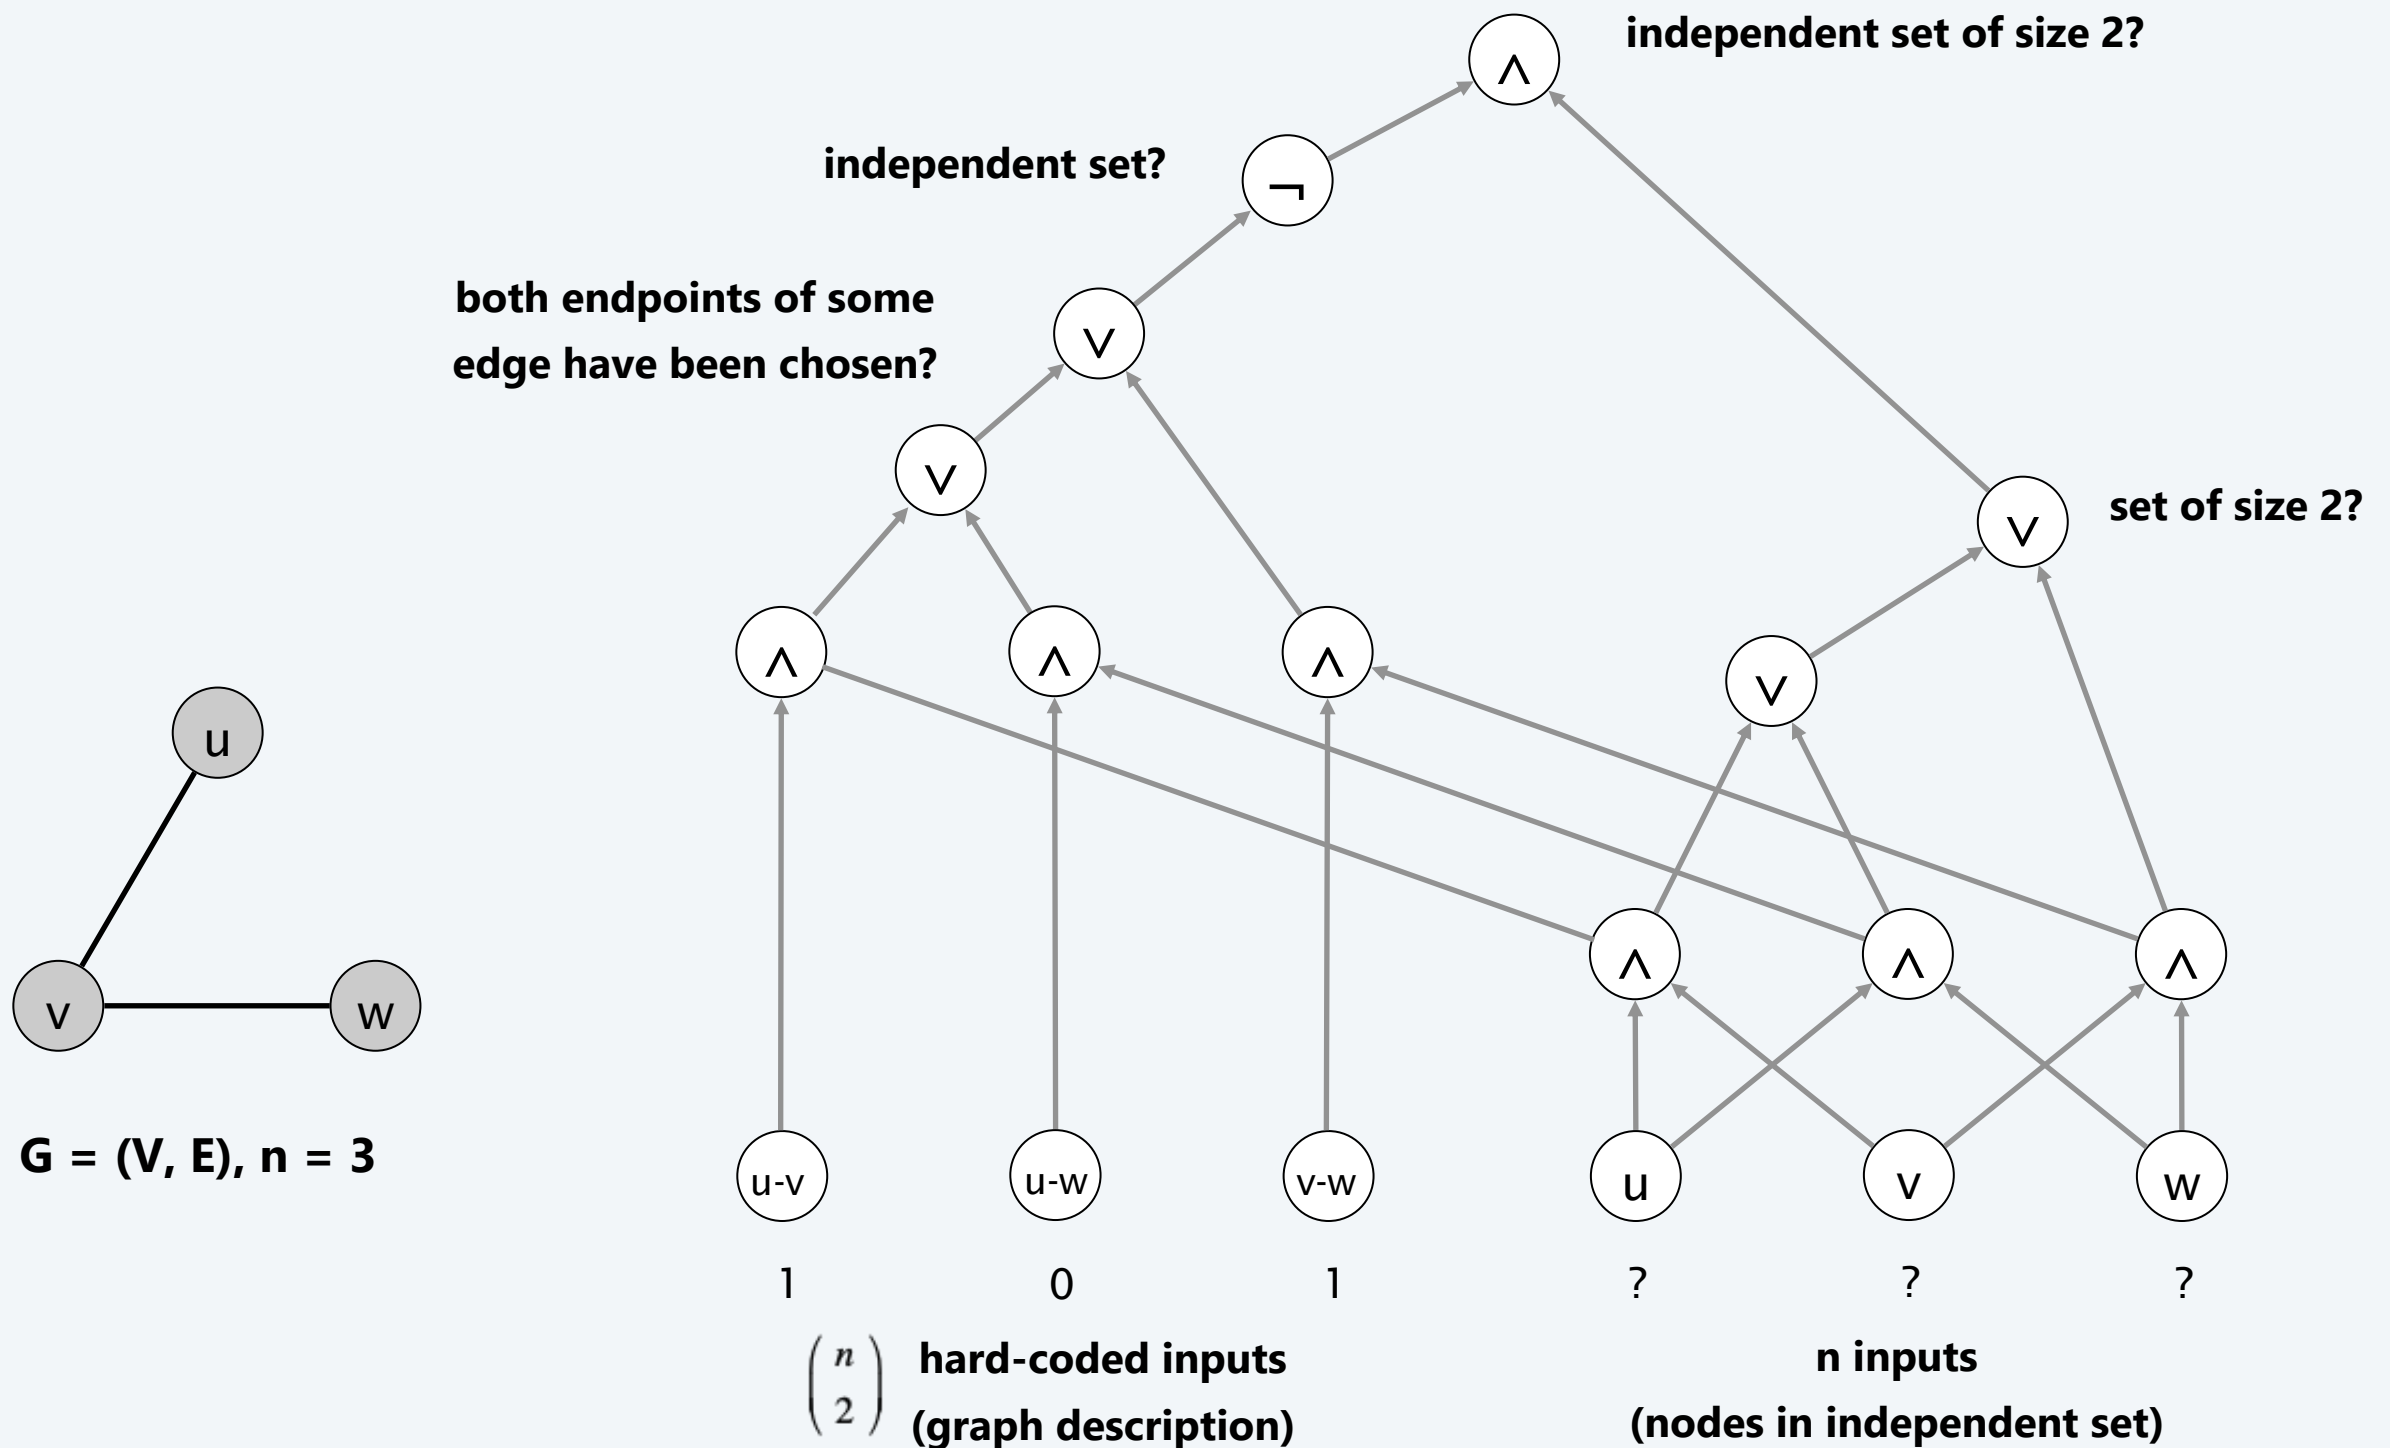 ∧
independent set of size 2?
independent set?
¬
both endpoints of some
edge have been chosen?
∨
∨
∨
set of size 2?
∧
∧
∧
∨
u
v
w
∧
∧
∧
G = (V, E), n = 3
u-v
u-w
v-w
u
v
w
1
0
1
?
?
?
(n
2)
hard-coded inputs
(graph description)
n inputs
(nodes in independent set)